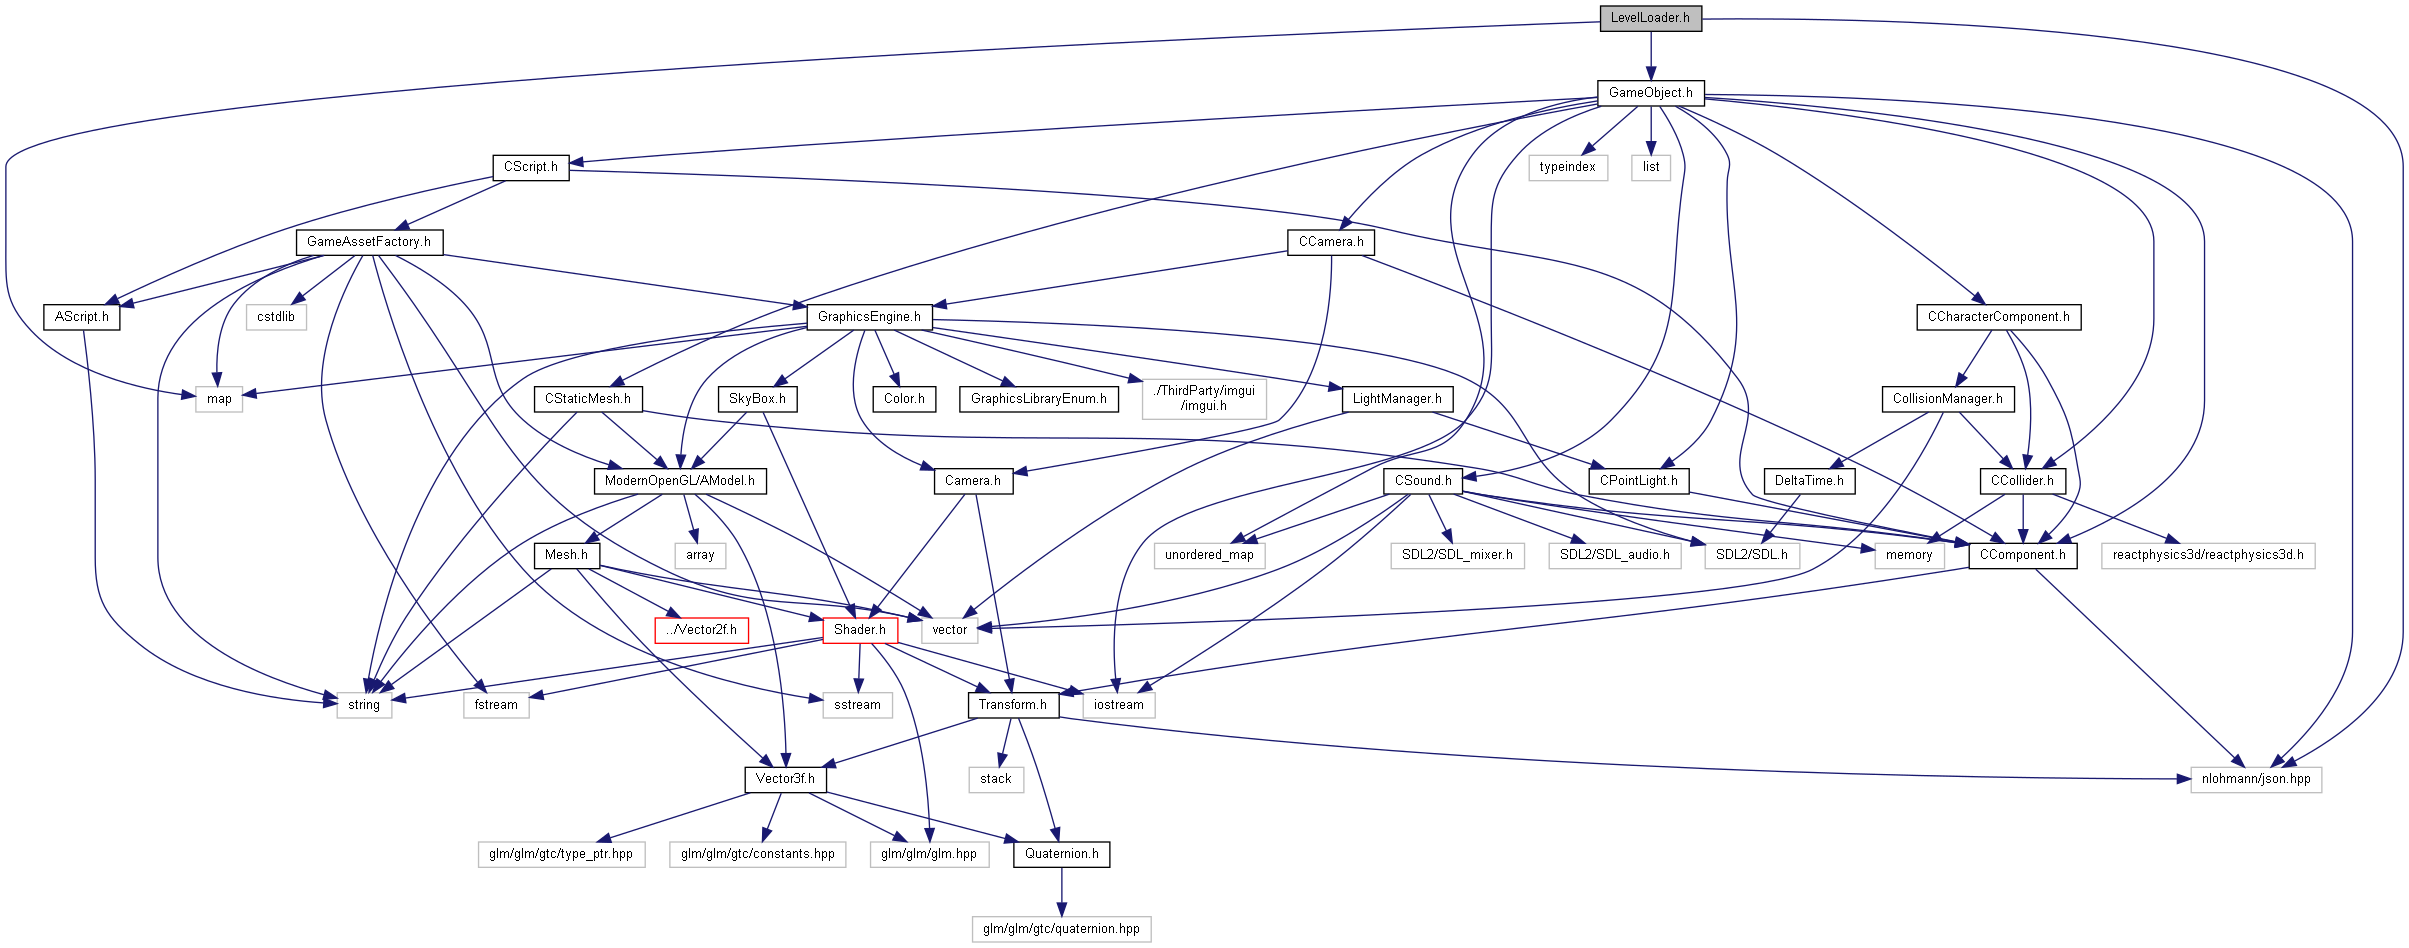 LevelLoader.h
GameObject.h
CScript.h
typeindex
list
GameAssetFactory.h
CCamera.h
AScript.h
cstdlib
GraphicsEngine.h
CCharacterComponent.h
map
CStaticMesh.h
SkyBox.h
Color.h
GraphicsLibraryEnum.h
./ThirdParty/imgui
/imgui.h
LightManager.h
CollisionManager.h
ModernOpenGL/AModel.h
Camera.h
CSound.h
CPointLight.h
DeltaTime.h
CCollider.h
Mesh.h
array
unordered_map
SDL2/SDL_mixer.h
SDL2/SDL_audio.h
SDL2/SDL.h
memory
CComponent.h
reactphysics3d/reactphysics3d.h
../Vector2f.h
Shader.h
vector
string
fstream
sstream
Transform.h
iostream
Vector3f.h
stack
nlohmann/json.hpp
glm/glm/gtc/type_ptr.hpp
glm/glm/gtc/constants.hpp
glm/glm/glm.hpp
Quaternion.h
glm/glm/gtc/quaternion.hpp